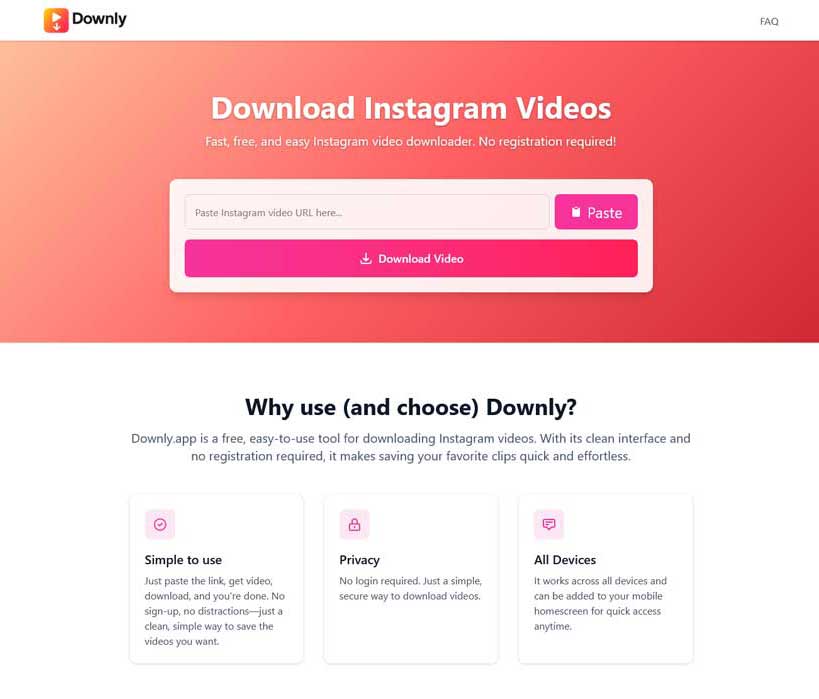 Downly
FAQ
Download Instagram Videos
Fast, free, and easy Instagram video downloader. No registration required!
Paste Instagram video URL here...
Paste
Download Video
Why use (and choose) Downly?
Downly.app is a free, easy-to-use tool for downloading Instagram videos. With its clean interface and
no registration required, it makes saving your favorite clips quick and effortless.
Simple to use
Just paste the link, get video,
download, and you're done. No
sign-up, no distractions—just a
clean, simple way to save the
videos you want.
Privacy
No login required. Just a simple,
secure way to download videos.
All Devices
It works across all devices and
can be added to your mobile
homescreen for quick access
anytime.